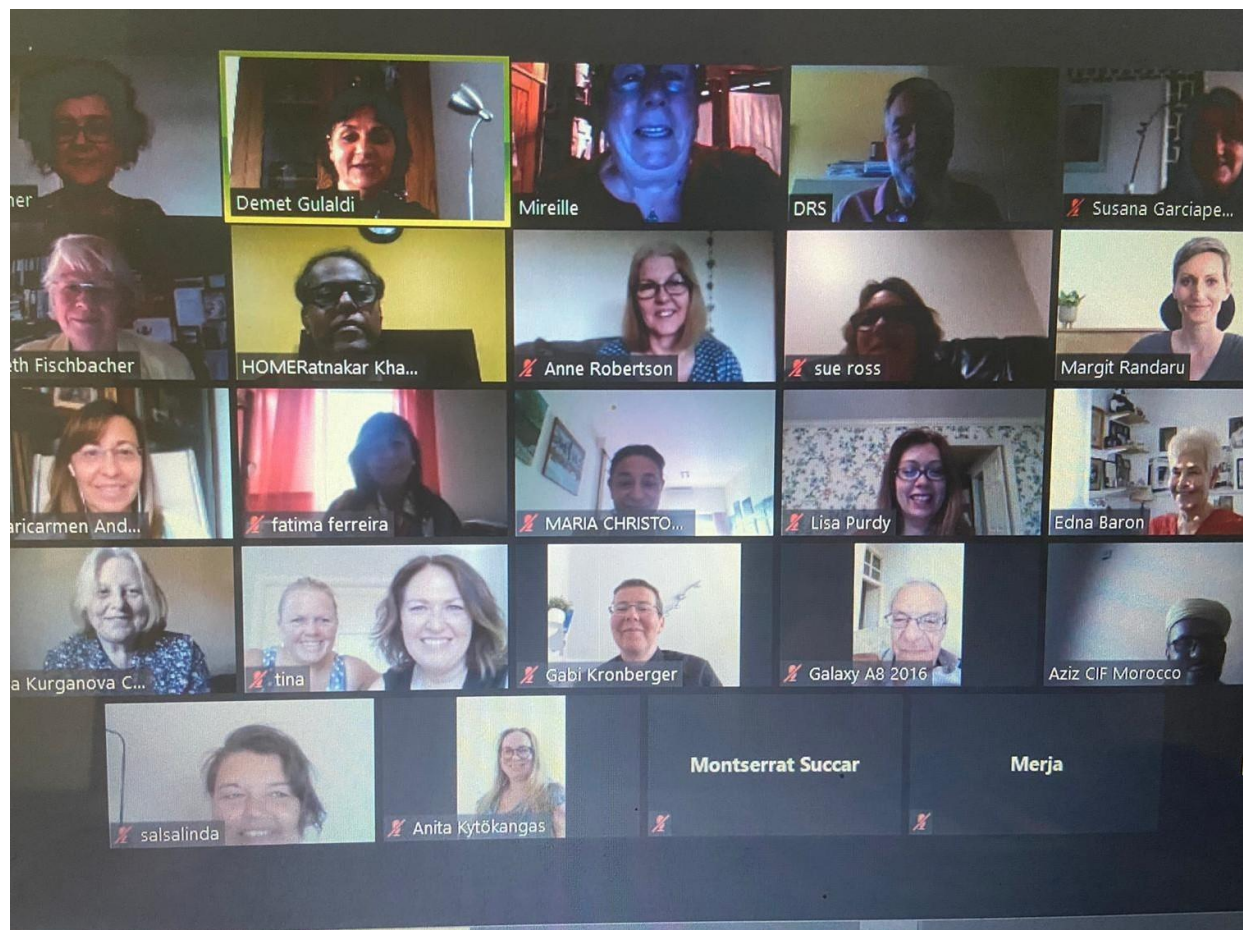 ner
Demet Gulaldi
Mireille
DRS
Susana Garciape...
eth Fischbacher
HOMERatnakar Kha...
Anne Robertson
sue ross
Margit Randaru
aricarmen And...
fatima ferreira
MARIA CHRISTO...
Lisa Purdy
Edna Baron
a Kurganova C...
tina
Gabi Kronberger
Galaxy A8 2016
Aziz CIF Morocco
salsalinda
Anita Kytökangas
Montserrat Succar
Merja